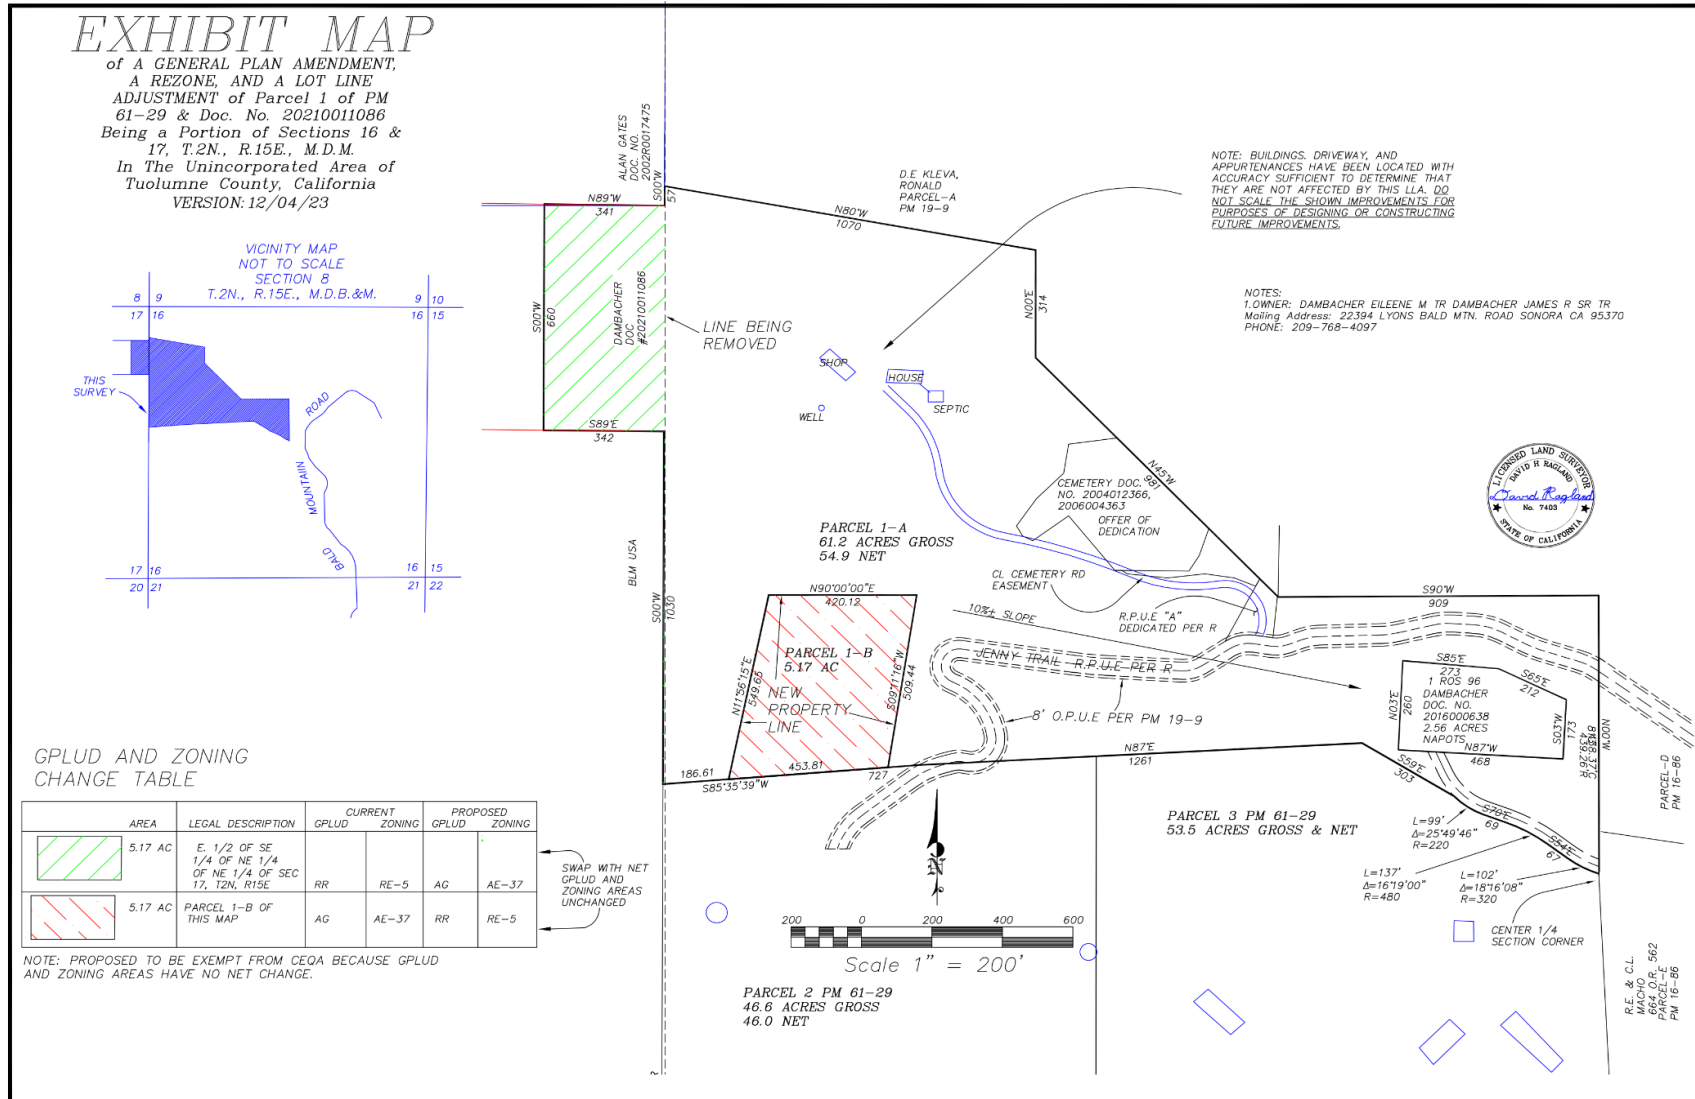 EXHIBIT MAP
of A GENERAL PLAN AMENDMENT,
A REZONE, AND A LOT LINE
ADJUSTMENT of Parcel 1 of PM
61-29 & Doc. No. 20210011086
Being a Portion of Sections 16 &
17, T.2N., R.15E., M.D.M.
In The Unincorporated Area of
Tuolumne County, California
VERSION: 12/04/23
VICINITY MAP
NOT TO SCALE
SECTION 8
T.2N., R.15E., M.D.B.&M.
8 9
17 16
9 10
16 15
THIS
SURVEY
ROAD
MOUNTAIIN
BALD
17 16
20 21
16 15
21 22
ALAN GATES
DOC. NO.
2002R0017475
S00°W
57
N89°W
341
D.E KLEVA,
RONALD
PARCEL-A
PM 19-9
N80°W
1070
N00°E
314
NOTE: BUILDINGS, DRIVEWAY, AND
APPURTENANCES HAVE BEEN LOCATED WITH
ACCURACY SUFFICIENT TO DETERMINE THAT
THEY ARE NOT AFFECTED BY THIS LLA. DO
NOT SCALE THE SHOWN IMPROVEMENTS FOR
PURPOSES OF DESIGNING OR CONSTRUCTING
FUTURE IMPROVEMENTS.
NOTES:
1.OWNER: DAMBACHER EILEENE M TR DAMBACHER JAMES R SR TR
Mailing Address: 22394 LYONS BALD MTN. ROAD SONORA CA 95370
PHONE: 209-768-4097
S00°W
660
DAMBACHER
DOC
#20210011086
LINE BEING
REMOVED
S89°E
342
SHOP
HOUSE
SEPTIC
WELL
CEMETERY DOC.
NO. 2004012366,
2006004363
OFFER OF
DEDICATION
N45°W
981
LICENSED LAND SURVEYOR
DAVID H RAGLAND
David Ragland
No. 7403
STATE OF CALIFORNIA
PARCEL 1-A
61.2 ACRES GROSS
54.9 NET
BLM USA
S00°W
1030
CL CEMETERY RD
EASEMENT
R.P.U.E "A"
DEDICATED PER R
10%± SLOPE
S90°W
909
N90°00'00"E
420.12
PARCEL 1-B
5.17 AC
N11°56'15"E
549.65
S09°11'16"W
509.44
NEW
PROPERTY
LINE
JENNY TRAIL - R.P.U.E PER R
8' O.P.U.E PER PM 19-9
186.61
453.81
727
S85°35'39"W
N87°E
1261
S85°E
273
S65°E
212
N03°E
260
1 ROS 96
DAMBACHER
DOC. NO.
2016000638
2.56 ACRES
NAPOTS
S03°W
173
N87°W
468
N00°W
S59°E
303
S70°E
69
S54°E
67
PARCEL-D
PM 16-86
GPLUD AND ZONING
CHANGE TABLE
CURRENT PROPOSED
AREA LEGAL DESCRIPTION GPLUD ZONING GPLUD ZONING
5.17 AC E. 1/2 OF SE
1/4 OF NE 1/4
OF NE 1/4 OF SEC
17, T2N, R15E RR RE-5 AG AE-37
5.17 AC PARCEL 1-B OF
THIS MAP AG AE-37 RR RE-5
SWAP WITH NET
GPLUD AND
ZONING AREAS
UNCHANGED
NOTE: PROPOSED TO BE EXEMPT FROM CEQA BECAUSE GPLUD
AND ZONING AREAS HAVE NO NET CHANGE.
PARCEL 3 PM 61-29
53.5 ACRES GROSS & NET
L=99'
Δ=25°49'46"
R=220
L=137'
Δ=16°19'00"
R=480
L=102'
Δ=18°16'08"
R=320
CENTER 1/4
SECTION CORNER
N
200 0 200 400 600
Scale 1" = 200'
PARCEL 2 PM 61-29
46.6 ACRES GROSS
46.0 NET
R.E. & C.L.
MACHO
664 O.R. 562
PARCEL-E
PM 16-86